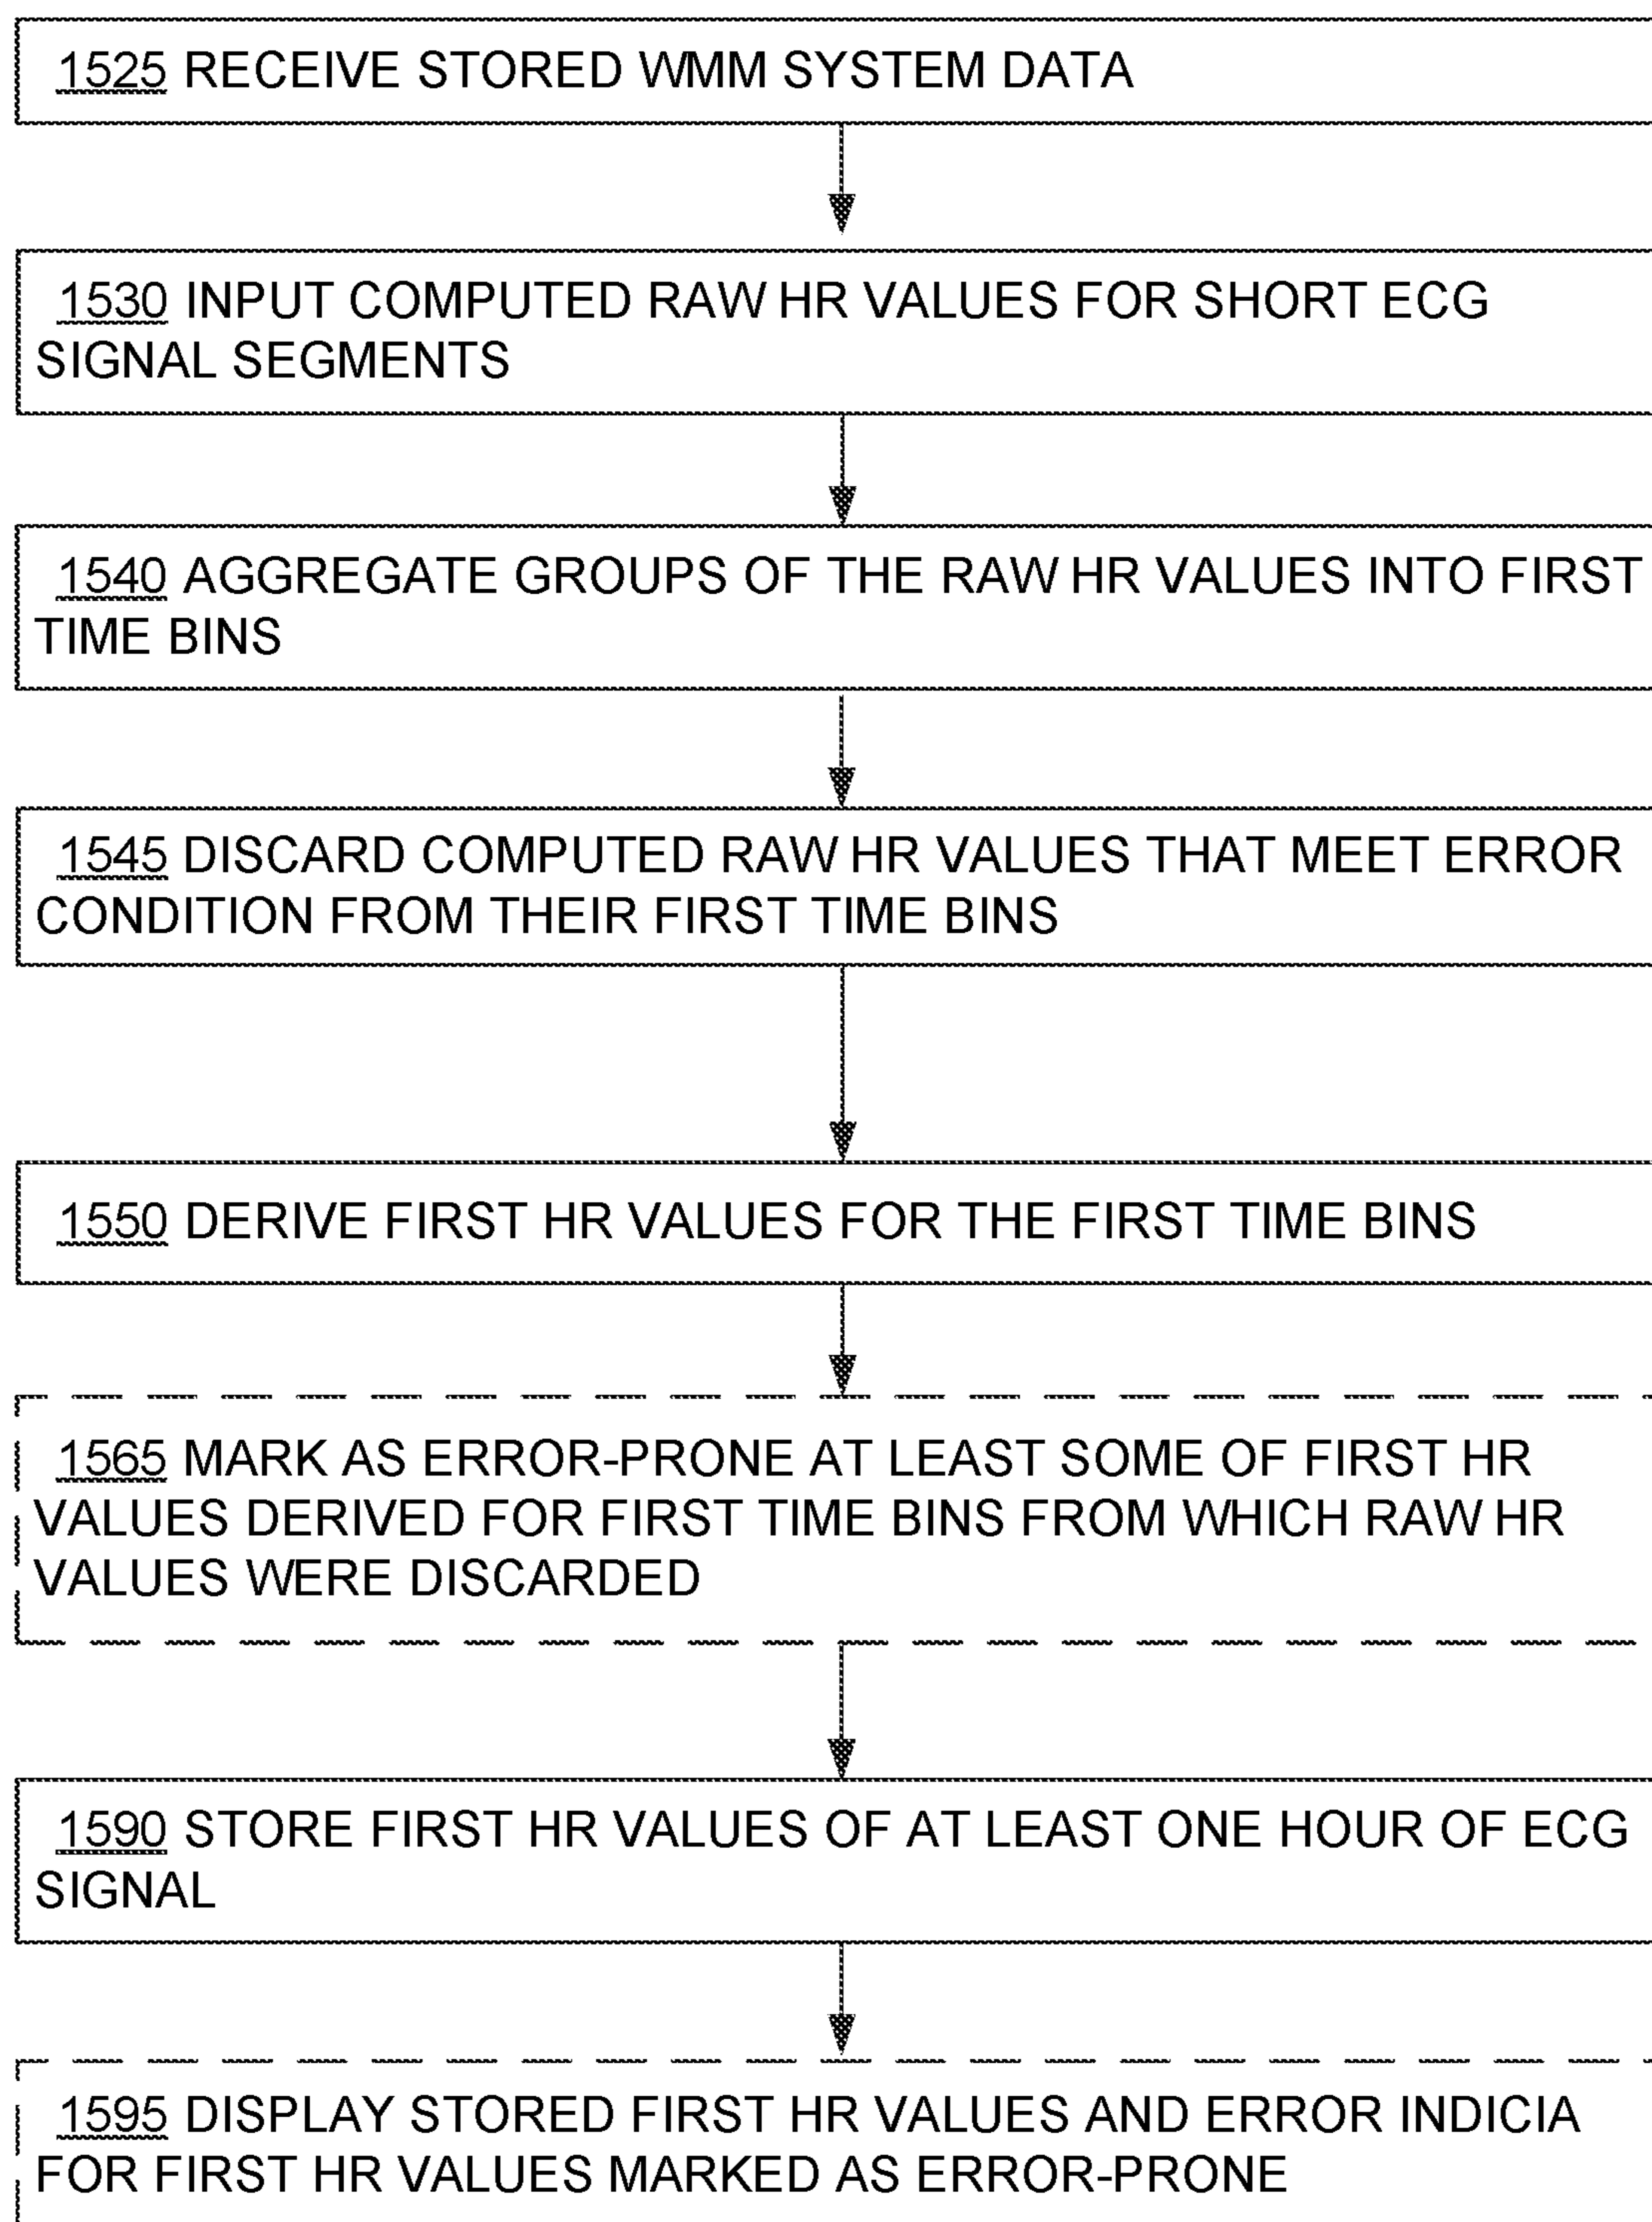 1525 RECEIVE STORED WMM SYSTEM DATA
1530 INPUT COMPUTED RAW HR VALUES FOR SHORT ECG
SIGNAL SEGMENTS
1540 AGGREGATE GROUPS OF THE RAW HR VALUES INTO FIRST
TIME BINS
1545 DISCARD COMPUTED RAW HR VALUES THAT MEET ERROR
CONDITION FROM THEIR FIRST TIME BINS
1550 DERIVE FIRST HR VALUES FOR THE FIRST TIME BINS
1565 MARK AS ERROR-PRONE AT LEAST SOME OF FIRST HR
VALUES DERIVED FOR FIRST TIME BINS FROM WHICH RAW HR
VALUES WERE DISCARDED
1590 STORE FIRST HR VALUES OF AT LEAST ONE HOUR OF ECG
SIGNAL
1595 DISPLAY STORED FIRST HR VALUES AND ERROR INDICIA
FOR FIRST HR VALUES MARKED AS ERROR-PRONE